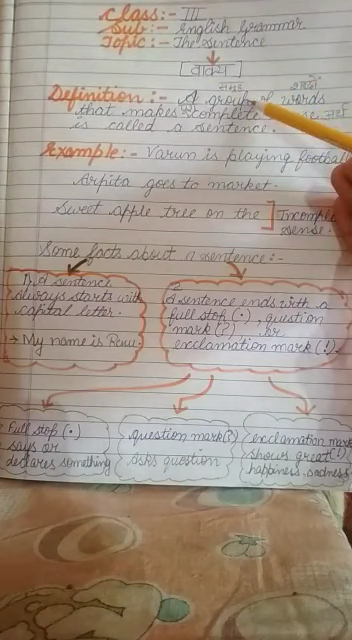 Class:- III
Sub:- English Grammar
Topic:- The Sentence
[वाक्य]
समूह शब्दों
Definition:- A group of words
that makes complete अर्थ
is called a sentence.
Example:- Varun is playing football
Arpita goes to market.
Sweet apple tree on the ] Incomple
sense.
Some facts about a sentence:-
1. A sentence
always starts with
capital letter.
→ My name is Renu.
2
A sentence ends with a
full stop (.), question
mark (?) or
exclamation mark (!).
Full stop (.)
says or
declares something
question mark(?)
asks question
exclamation mark
shows great (!)
happiness, sadness